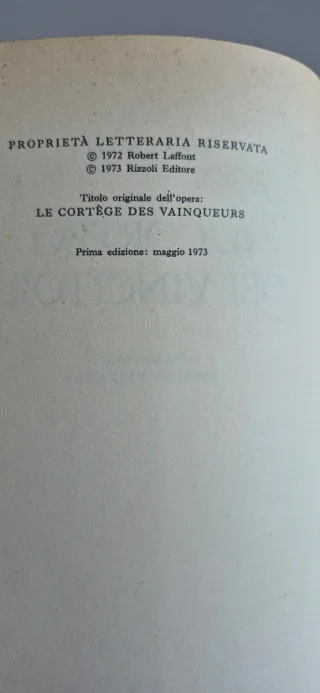 PROPRIETÀ LETTERARIA RISERVATA
© 1972 Robert Laffont
© 1973 Rizzoli Editore
Titolo originale dell'opera:
LE CORTÈGE DES VAINQUEURS
Prima edizione: maggio 1973